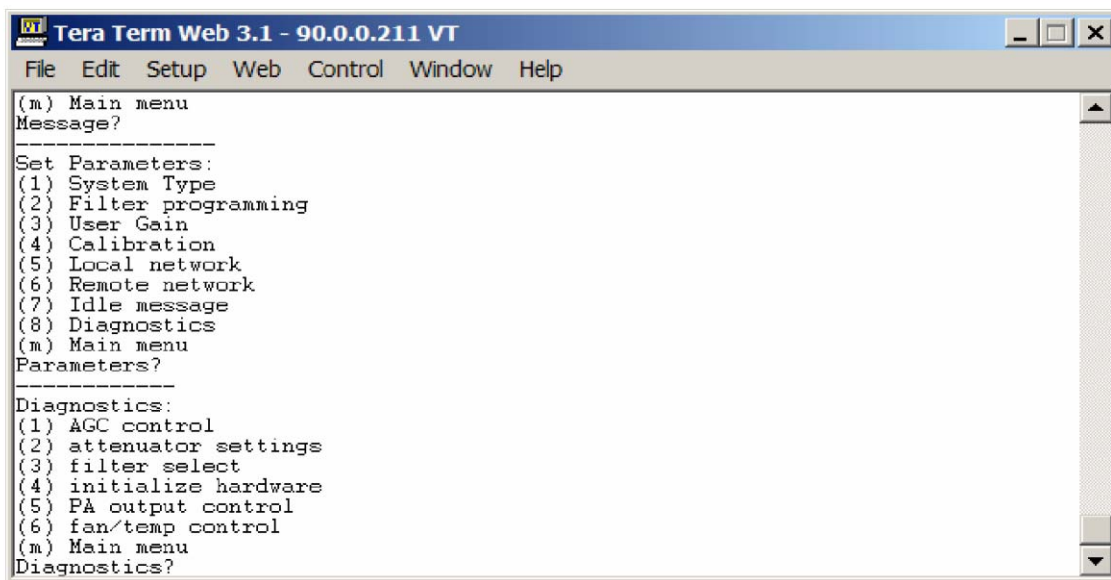 Tera Term Web 3.1 - 90.0.0.211 VT
File Edit Setup Web Control Window Help
(m) Main menu
Message?
---------------
Set Parameters:
(1) System Type
(2) Filter programming
(3) User Gain
(4) Calibration
(5) Local network
(6) Remote network
(7) Idle message
(8) Diagnostics
(m) Main menu
Parameters?
------------
Diagnostics:
(1) AGC control
(2) attenuator settings
(3) filter select
(4) initialize hardware
(5) PA output control
(6) fan/temp control
(m) Main menu
Diagnostics?